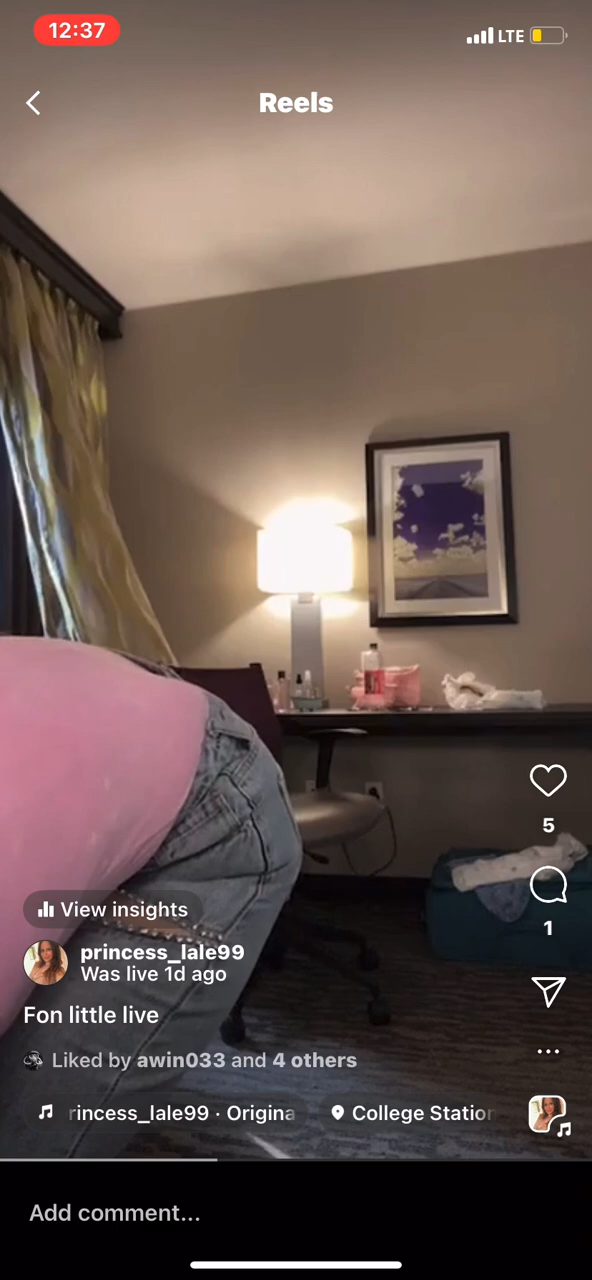 12:37
LTE
Reels
5
1
View insights
princess_lale99
Was live 1d ago
Fon little live
Liked by awin033 and 4 others
rincess_lale99 · Origina
College Station
Add comment...